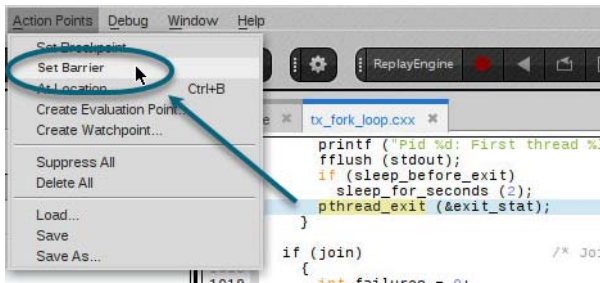 Action Points Debug Window Help
Set Breakpoint
Set Barrier
At Location... Ctrl+B
Create Evaluation Point...
Create Watchpoint...
Suppress All
Delete All
Load...
Save
Save As...
ReplayEngine
tx_fork_loop.cxx
printf ("Pid %d: First thread %
fflush (stdout);
if (sleep_before_exit)
sleep_for_seconds (2);
pthread_exit (&exit_stat);
}
if (join) /* Joi
{
1918 int failures = 0;